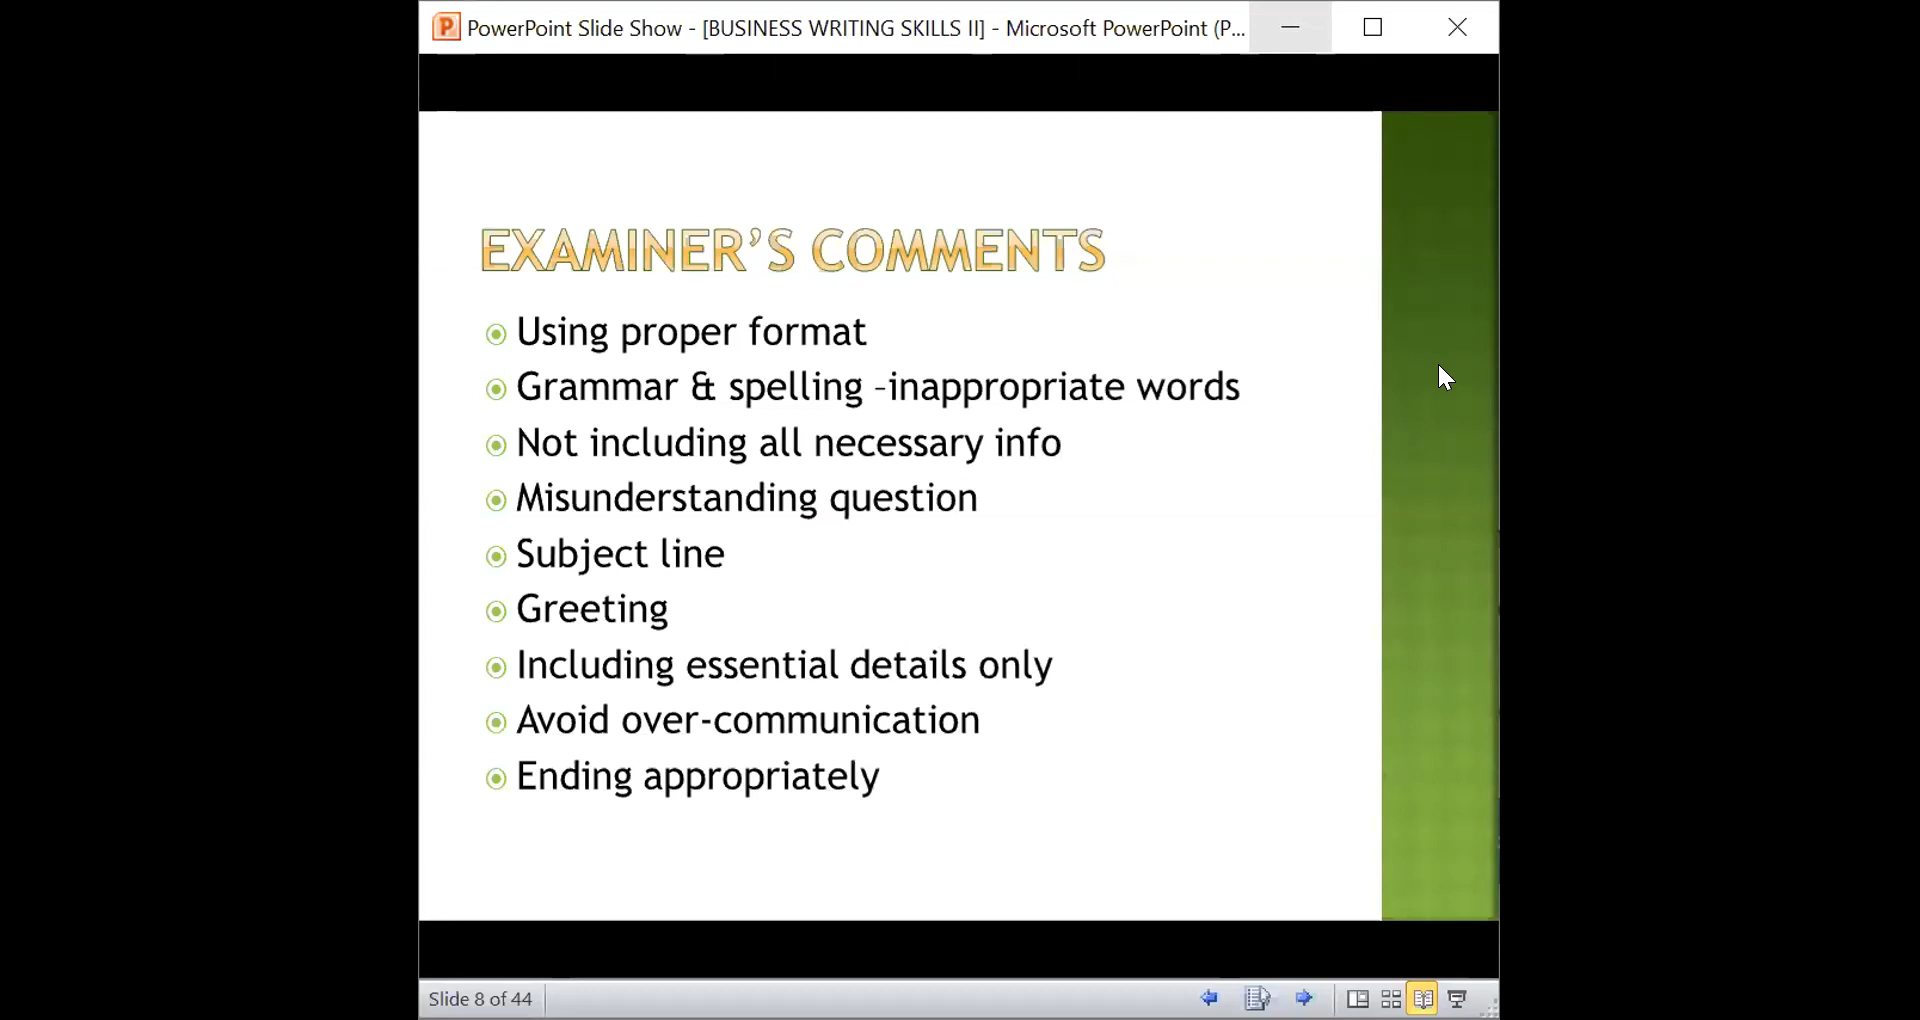 PowerPoint Slide Show - [BUSINESS WRITING SKILLS II] - Microsoft PowerPoint (P...
EXAMINER’S COMMENTS
Using proper format
Grammar & spelling –inappropriate words
Not including all necessary info
Misunderstanding question
Subject line
Greeting
Including essential details only
Avoid over-communication
Ending appropriately
Slide 8 of 44